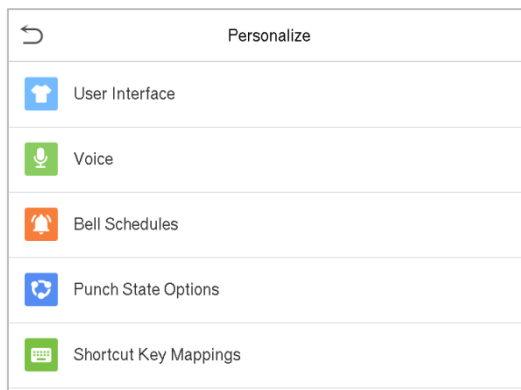 Personalize
User Interface
Voice
Bell Schedules
Punch State Options
Shortcut Key Mappings